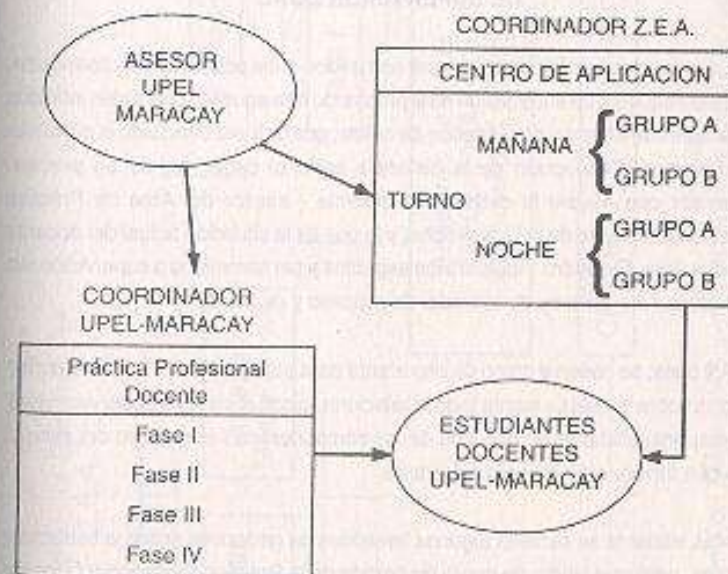 COORDINADOR Z.E.A.
ASESOR
UPEL
MARACAY
CENTRO DE APLICACION
TURNO
MAÑANA
GRUPO A
GRUPO B
NOCHE
GRUPO A
GRUPO B
COORDINADOR
UPEL-MARACAY
Práctica Profesional
Docente
Fase I
Fase II
Fase III
Fase IV
ESTUDIANTES
DOCENTES
UPEL-MARACAY